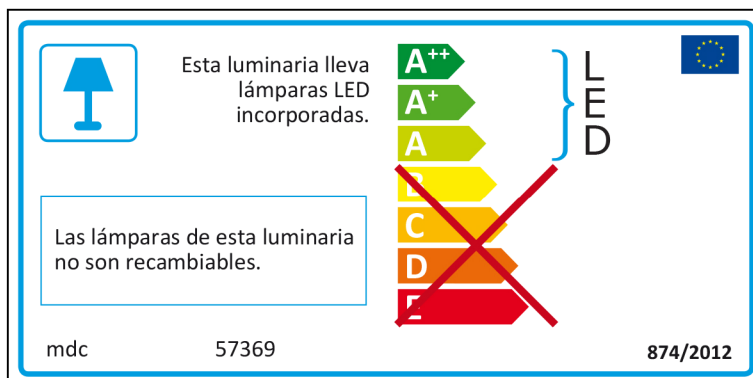 Esta luminaria lleva
lámparas LED
incorporadas.
A++
A+
A
B
C
D
E
L
E
D
Las lámparas de esta luminaria
no son recambiables.
mdc 57369
874/2012